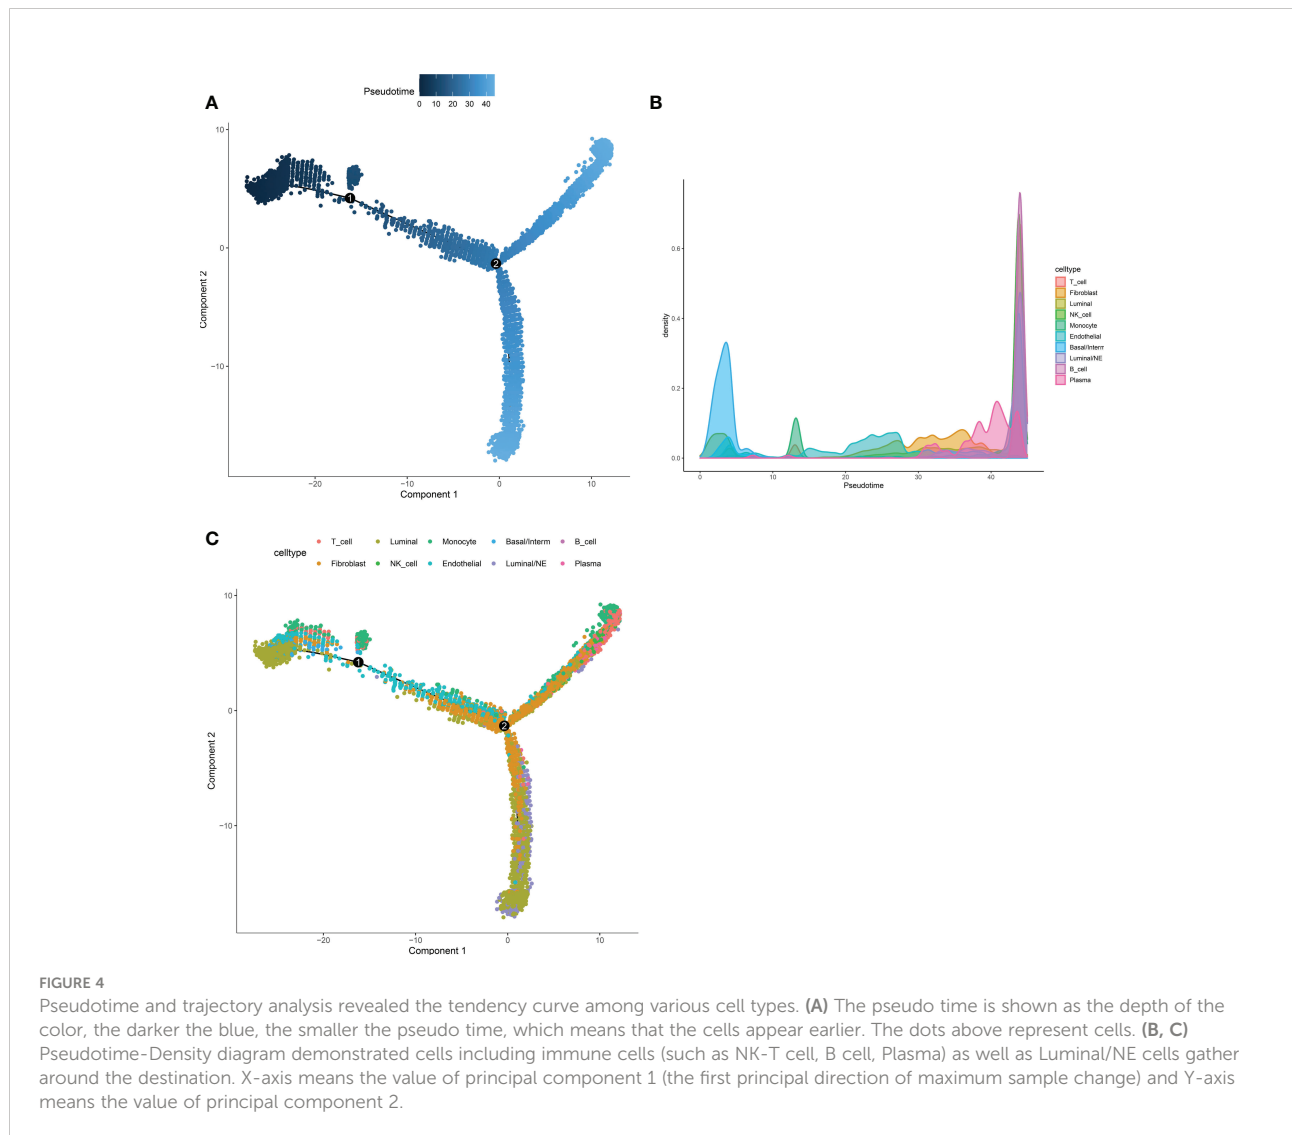 A
Pseudotime
0 10 20 30 40
10
0
−10
Component 2
−20 −10 0 10
Component 1
1
2
B
density
0.6
0.4
0.2
0.0
0 10 20 30 40
Pseudotime
celltype
T_cell
Fibroblast
Luminal
NK_cell
Monocyte
Endothelial
Basal/Interm
Luminal/NE
B_cell
Plasma
C
celltype
T_cell Luminal Monocyte Basal/Interm B_cell
Fibroblast NK_cell Endothelial Luminal/NE Plasma
10
0
−10
Component 2
−20 −10 0 10
Component 1
1
2
FIGURE 4
Pseudotime and trajectory analysis revealed the tendency curve among various cell types. (A) The pseudo time is shown as the depth of the
color, the darker the blue, the smaller the pseudo time, which means that the cells appear earlier. The dots above represent cells. (B, C)
Pseudotime-Density diagram demonstrated cells including immune cells (such as NK-T cell, B cell, Plasma) as well as Luminal/NE cells gather
around the destination. X-axis means the value of principal component 1 (the first principal direction of maximum sample change) and Y-axis
means the value of principal component 2.